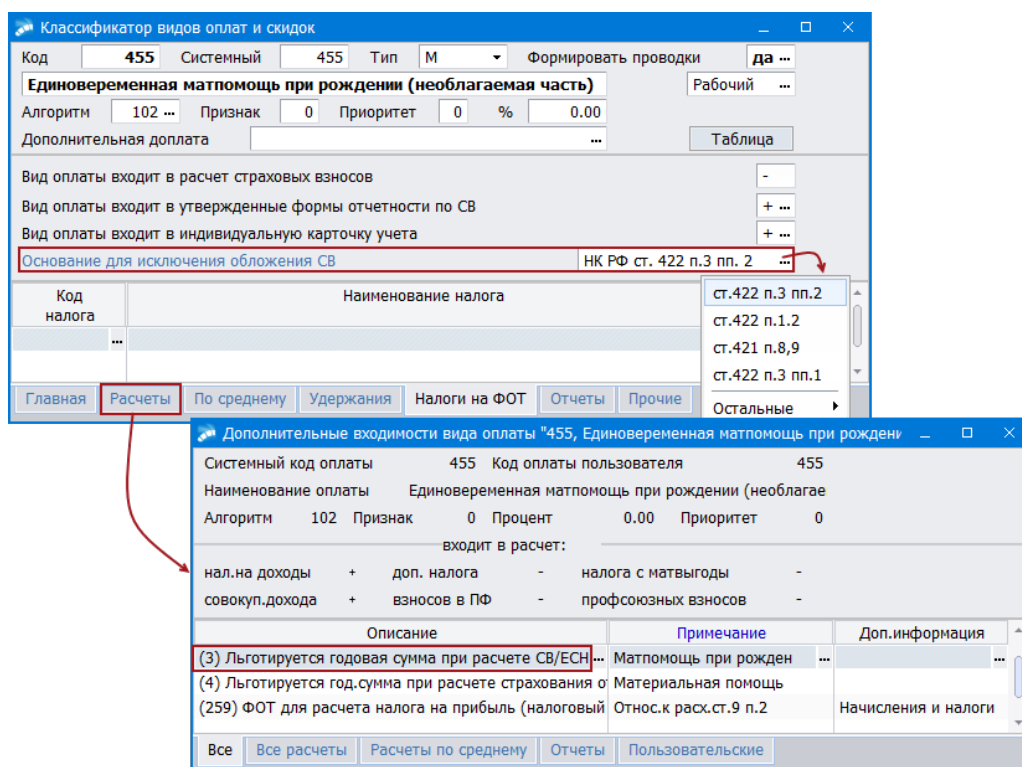 Классификатор видов оплат и скидок
Код 455 Системный 455 Тип М Формировать проводки да ...
Единовременная матпомощь при рождении (необлагаемая часть) Рабочий ...
Алгоритм 102 ... Признак 0 Приоритет 0 % 0.00
Дополнительная доплата ... Таблица
Вид оплаты входит в расчет страховых взносов -
Вид оплаты входит в утвержденные формы отчетности по СВ + ...
Вид оплаты входит в индивидуальную карточку учета + ...
Основание для исключения обложения СВ НК РФ ст. 422 п.3 пп. 2 ...
Код налога Наименование налога
...
ст.422 п.3 пп.2
ст.422 п.1.2
ст.421 п.8,9
ст.422 п.3 пп.1
Остальные
Главная Расчеты По среднему Удержания Налоги на ФОТ Отчеты Прочие
Дополнительные входимости вида оплаты "455, Единовременная матпомощь при рождени
Системный код оплаты 455 Код оплаты пользователя 455
Наименование оплаты Единовременная матпомощь при рождении (необлагае
Алгоритм 102 Признак 0 Процент 0.00 Приоритет 0
входит в расчет:
нал.на доходы + доп. налога - налога с матвыгоды -
совокуп.дохода + взносов в ПФ - профсоюзных взносов -
Описание Примечание Доп.информация
(3) Льготируется годовая сумма при расчете СВ/ЕСН ... Матпомощь при рожден ... ...
(4) Льготируется год.сумма при расчете страхования о Материальная помощь
(259) ФОТ для расчета налога на прибыль (налоговый Относ.к расх.ст.9 п.2 Начисления и налоги
Все Все расчеты Расчеты по среднему Отчеты Пользовательские